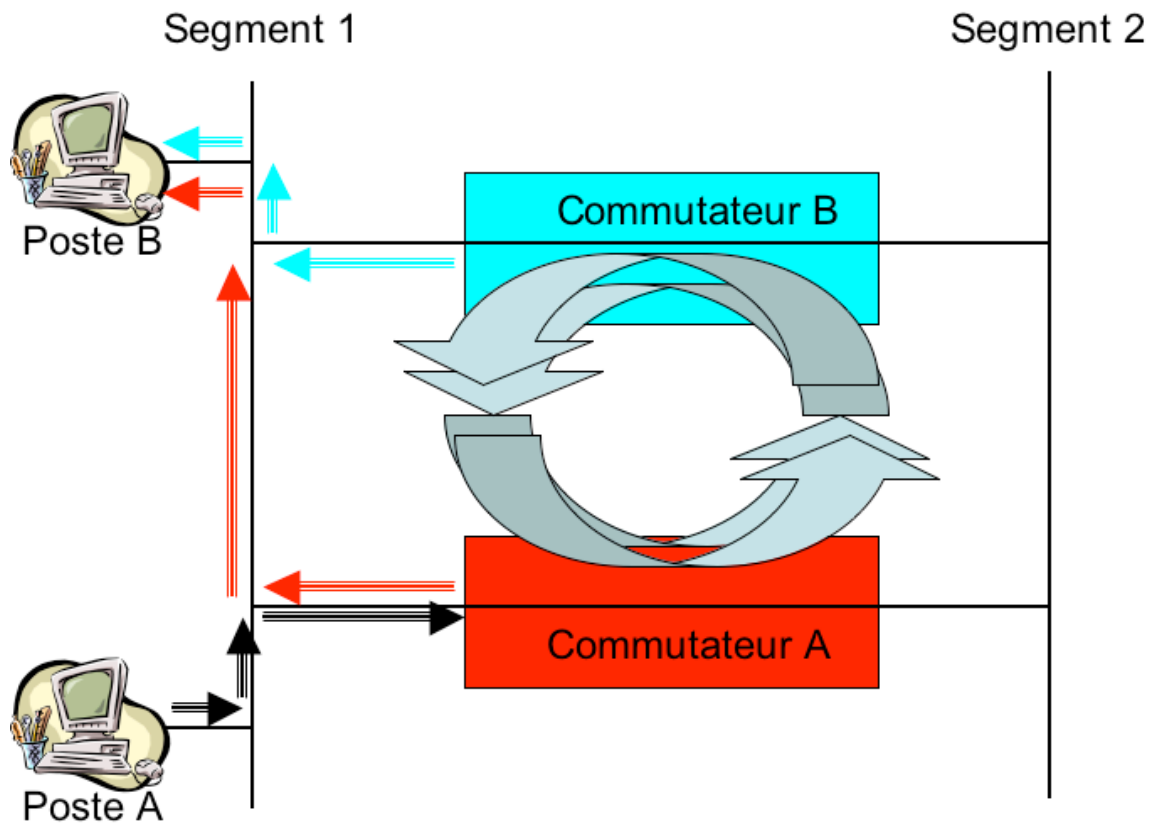 Segment 1
Segment 2
Commutateur B
Poste B
Commutateur A
Poste A